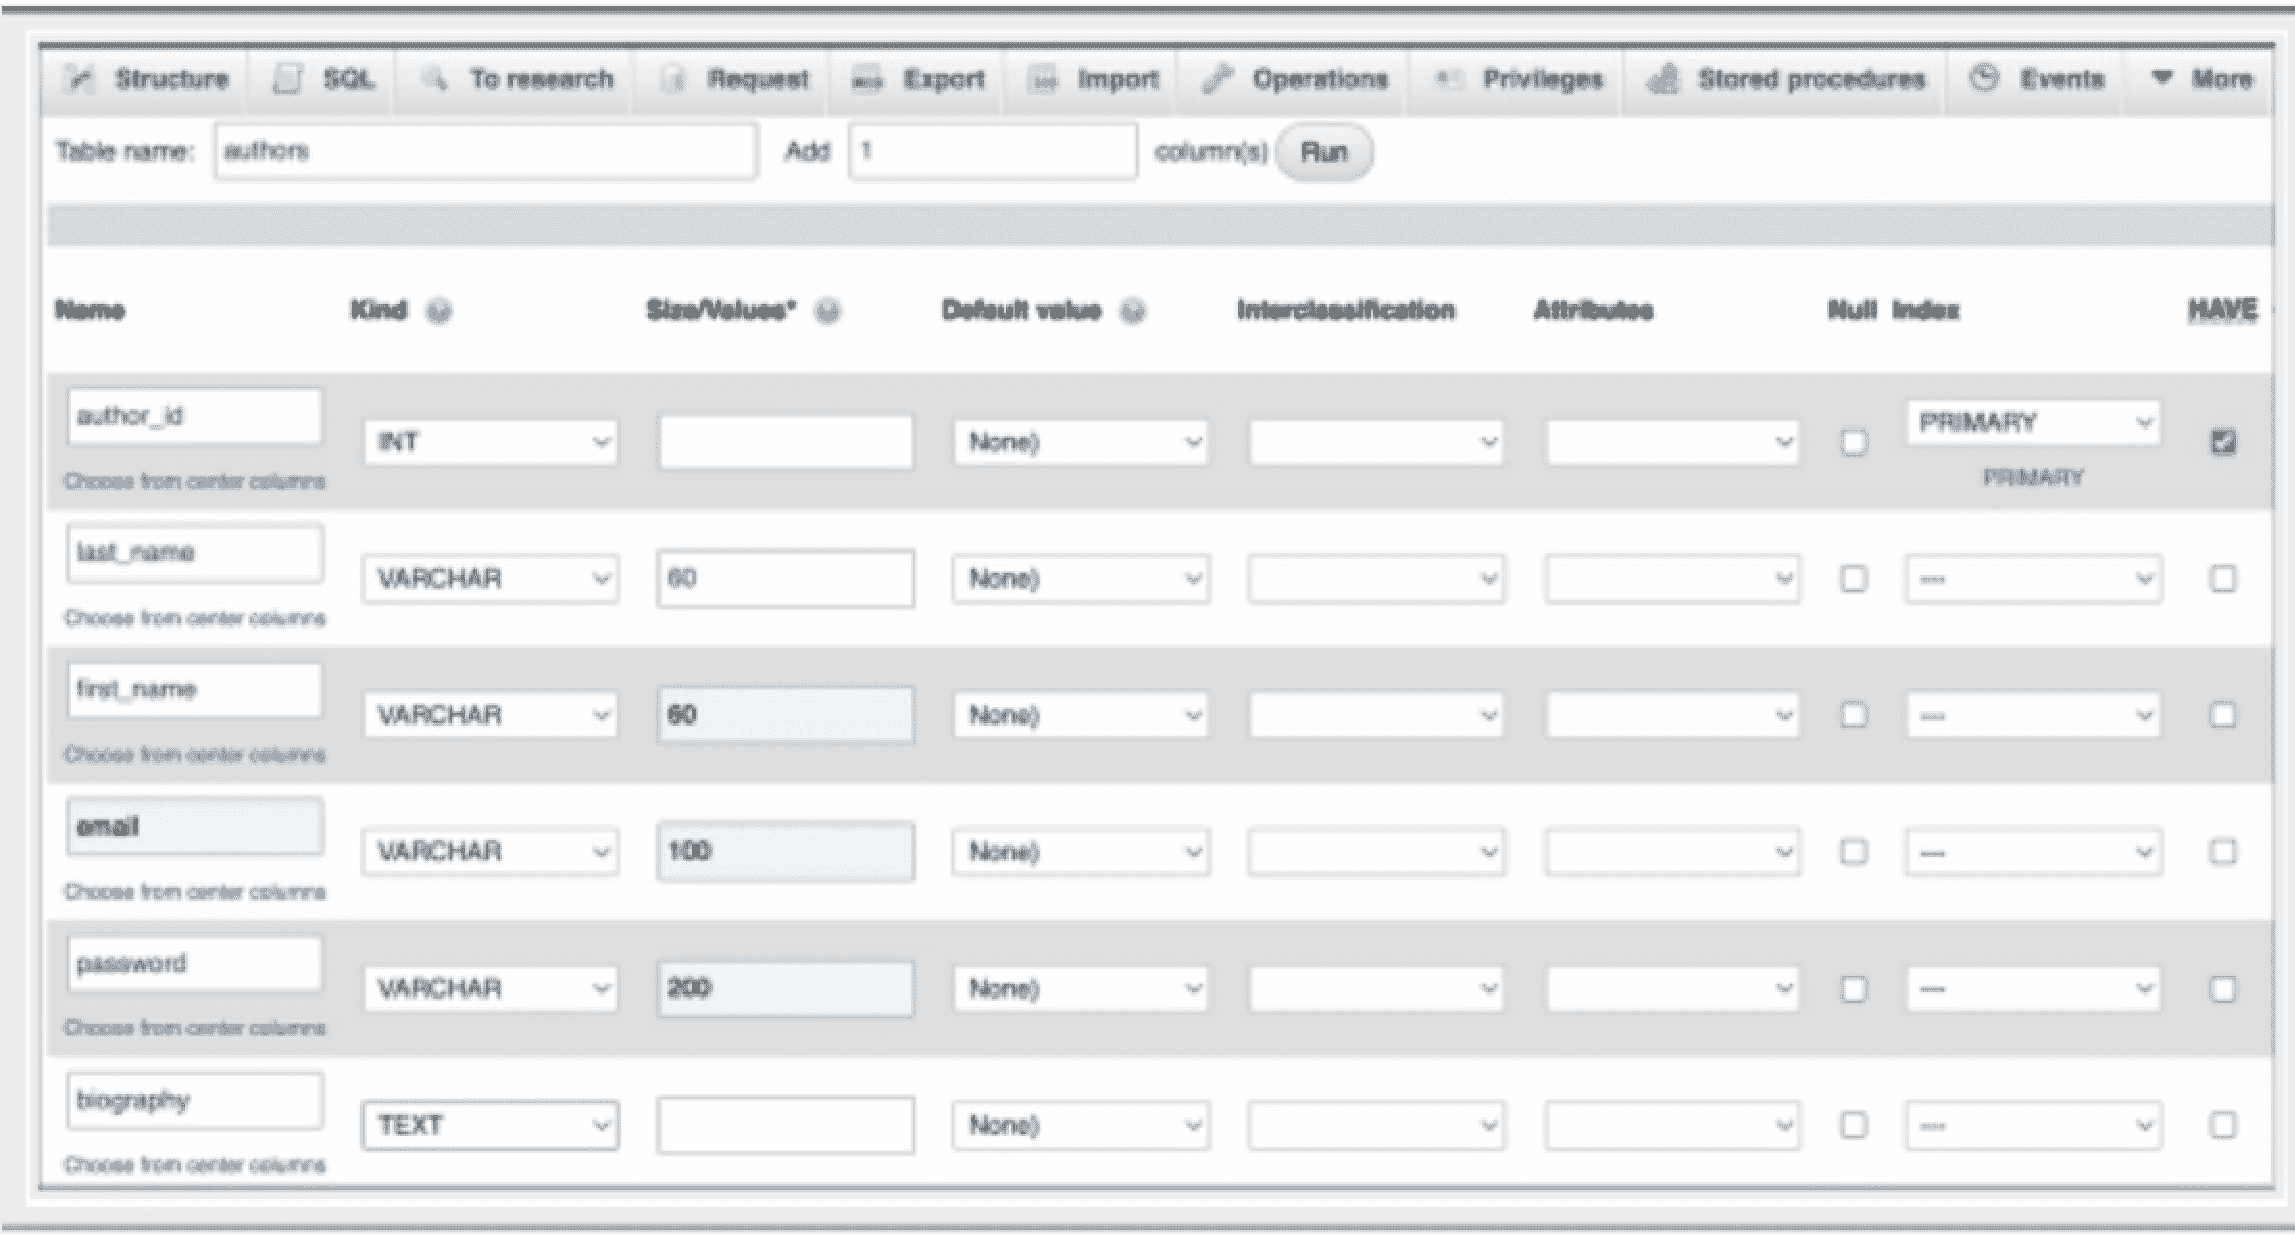 Structure SQL To research Request Export Import Operations Privileges Stored procedures Events More
Table name: authors Add 1 column(s) Run
Name Kind Size/Values* Default value Interclassification Attributes Null Index HAVE
author_id INT None) PRIMARY
Choose from center columns PRIMARY
last_name VARCHAR 60 None) ---
Choose from center columns
first_name VARCHAR 60 None) ---
Choose from center columns
email VARCHAR 100 None) ---
Choose from center columns
password VARCHAR 200 None) ---
Choose from center columns
biography TEXT None) ---
Choose from center columns